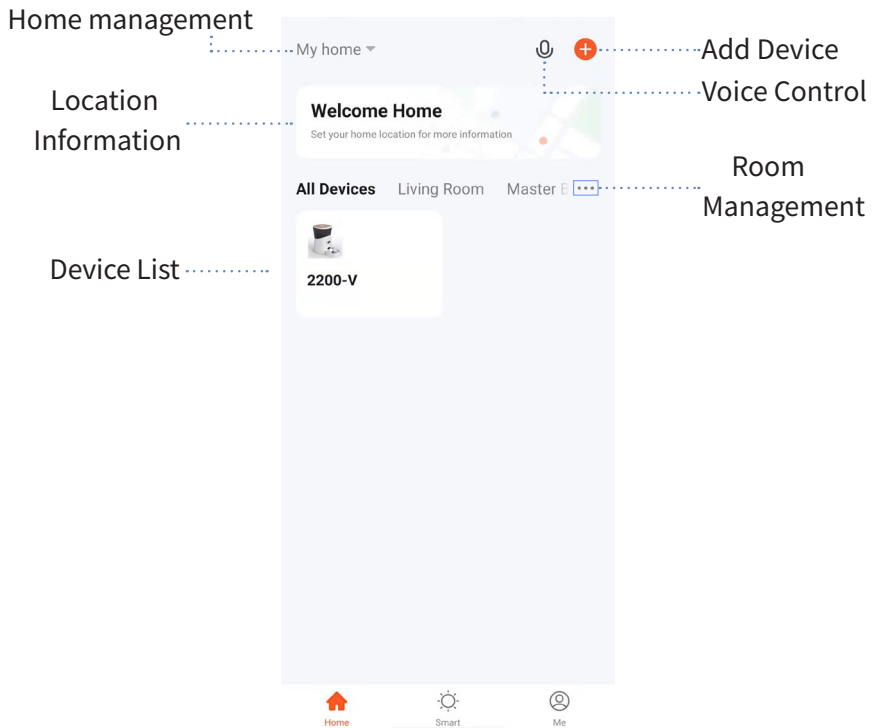 Home management
My home
Add Device
Voice Control
Location
Information
Welcome Home
Set your home location for more information
Room
Management
All Devices Living Room Master B
Device List
2200-V
Home Smart Me